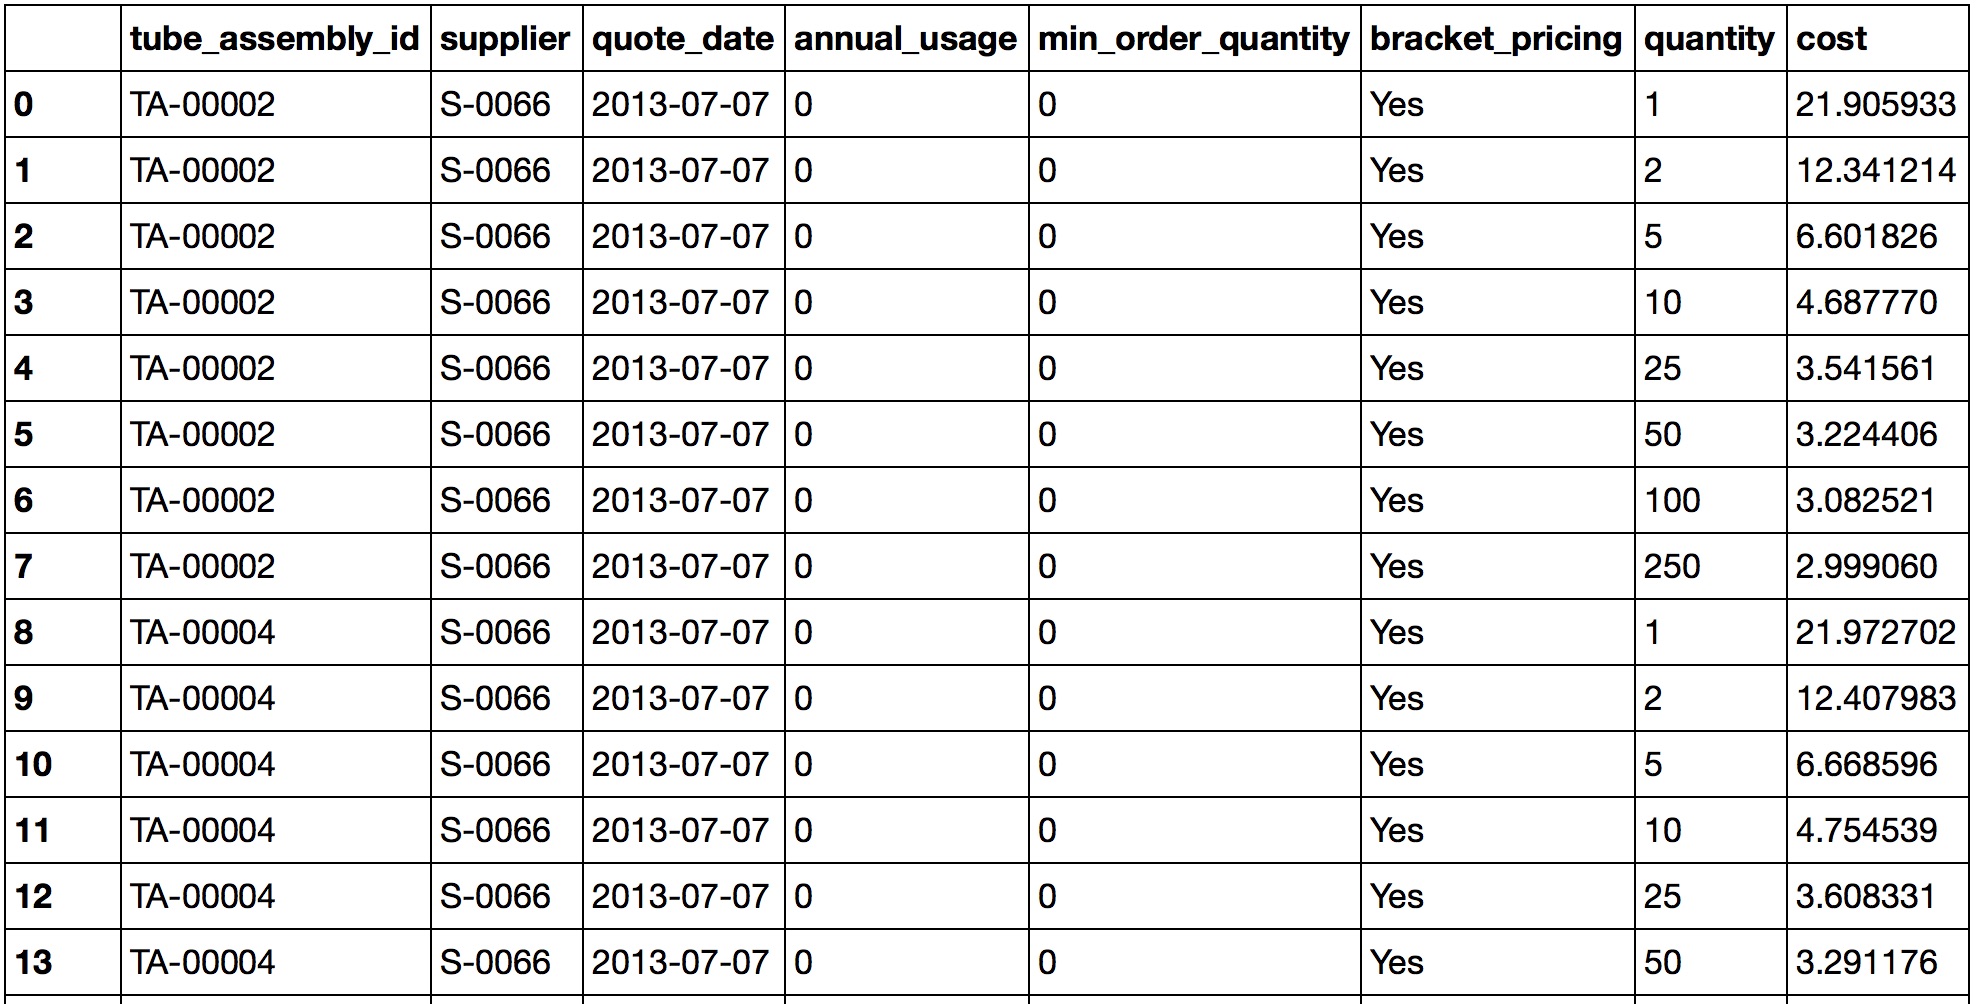 tube_assembly_id supplier quote_date annual_usage min_order_quantity bracket_pricing quantity cost
0 TA-00002 S-0066 2013-07-07 0 0 Yes 1 21.905933
1 TA-00002 S-0066 2013-07-07 0 0 Yes 2 12.341214
2 TA-00002 S-0066 2013-07-07 0 0 Yes 5 6.601826
3 TA-00002 S-0066 2013-07-07 0 0 Yes 10 4.687770
4 TA-00002 S-0066 2013-07-07 0 0 Yes 25 3.541561
5 TA-00002 S-0066 2013-07-07 0 0 Yes 50 3.224406
6 TA-00002 S-0066 2013-07-07 0 0 Yes 100 3.082521
7 TA-00002 S-0066 2013-07-07 0 0 Yes 250 2.999060
8 TA-00004 S-0066 2013-07-07 0 0 Yes 1 21.972702
9 TA-00004 S-0066 2013-07-07 0 0 Yes 2 12.407983
10 TA-00004 S-0066 2013-07-07 0 0 Yes 5 6.668596
11 TA-00004 S-0066 2013-07-07 0 0 Yes 10 4.754539
12 TA-00004 S-0066 2013-07-07 0 0 Yes 25 3.608331
13 TA-00004 S-0066 2013-07-07 0 0 Yes 50 3.291176